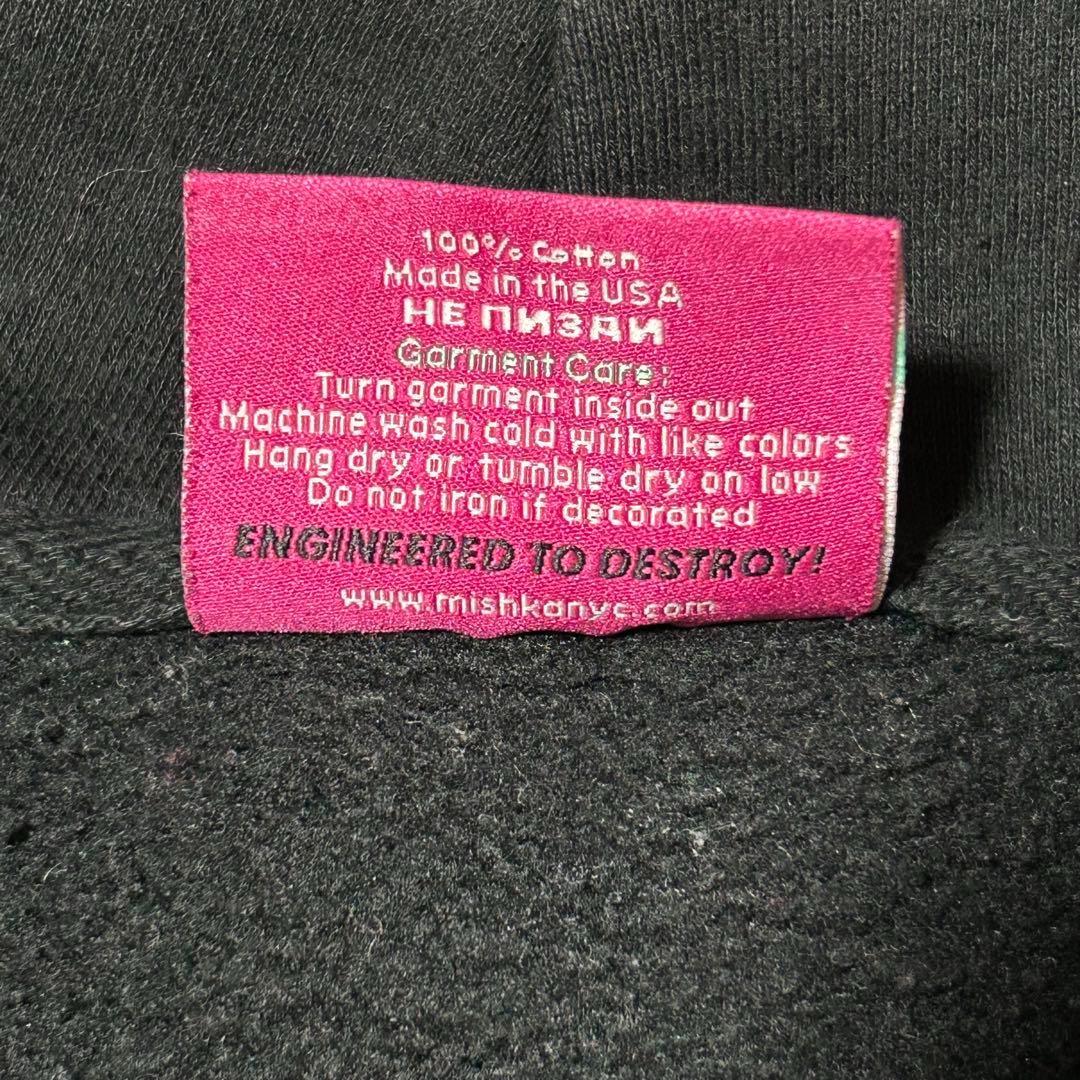 100% Cotton
Made in the USA
НЕ ПИЗДИ
Garment Care:
Turn garment inside out
Machine wash cold with like colors
Hang dry or tumble dry on low
Do not iron if decorated
ENGINEERED TO DESTROY!
www.mishkanyc.com